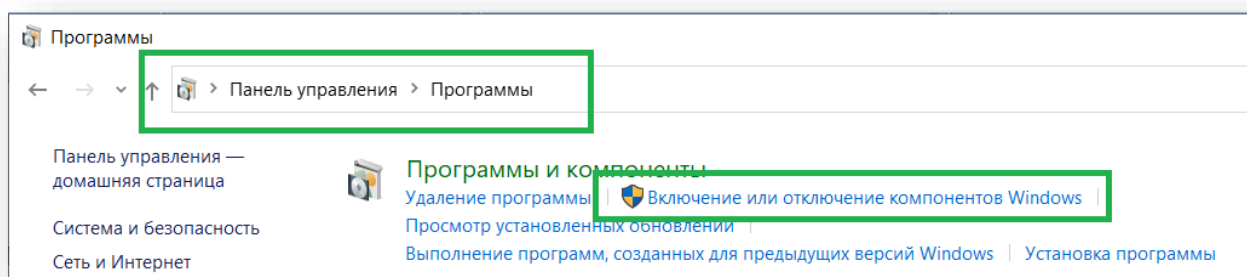 Программы
Панель управления > Программы
Панель управления —
домашняя страница
Система и безопасность
Сеть и Интернет
Программы и компоненты
Удаление программы
Включение или отключение компонентов Windows
Просмотр установленных обновлений
Выполнение программ, созданных для предыдущих версий Windows
Установка программы